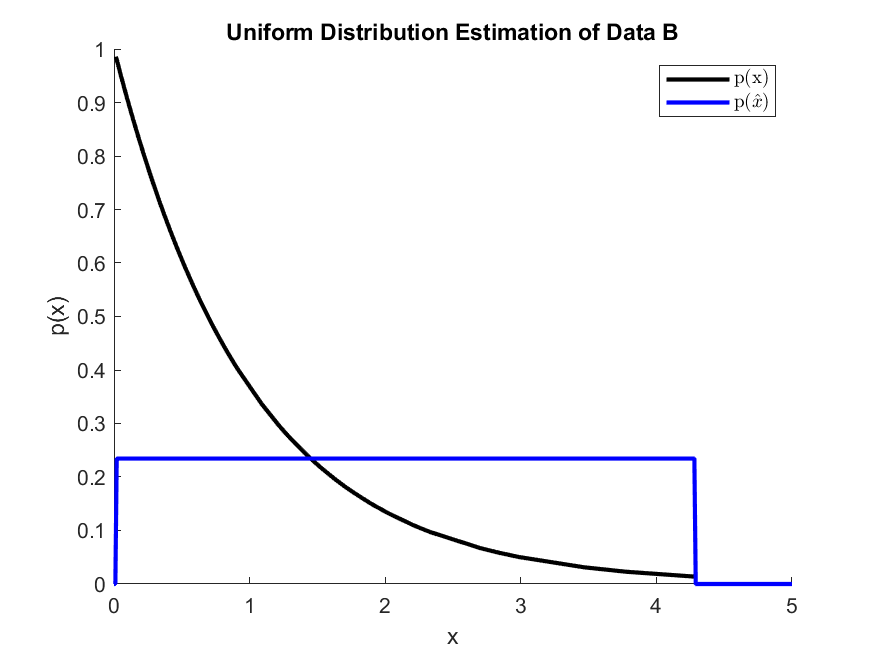 Uniform Distribution Estimation of Data B
p(x)
p(x̂)
1
0.9
0.8
0.7
0.6
0.5
0.4
0.3
0.2
0.1
0
p(x)
0 1 2 3 4 5
x